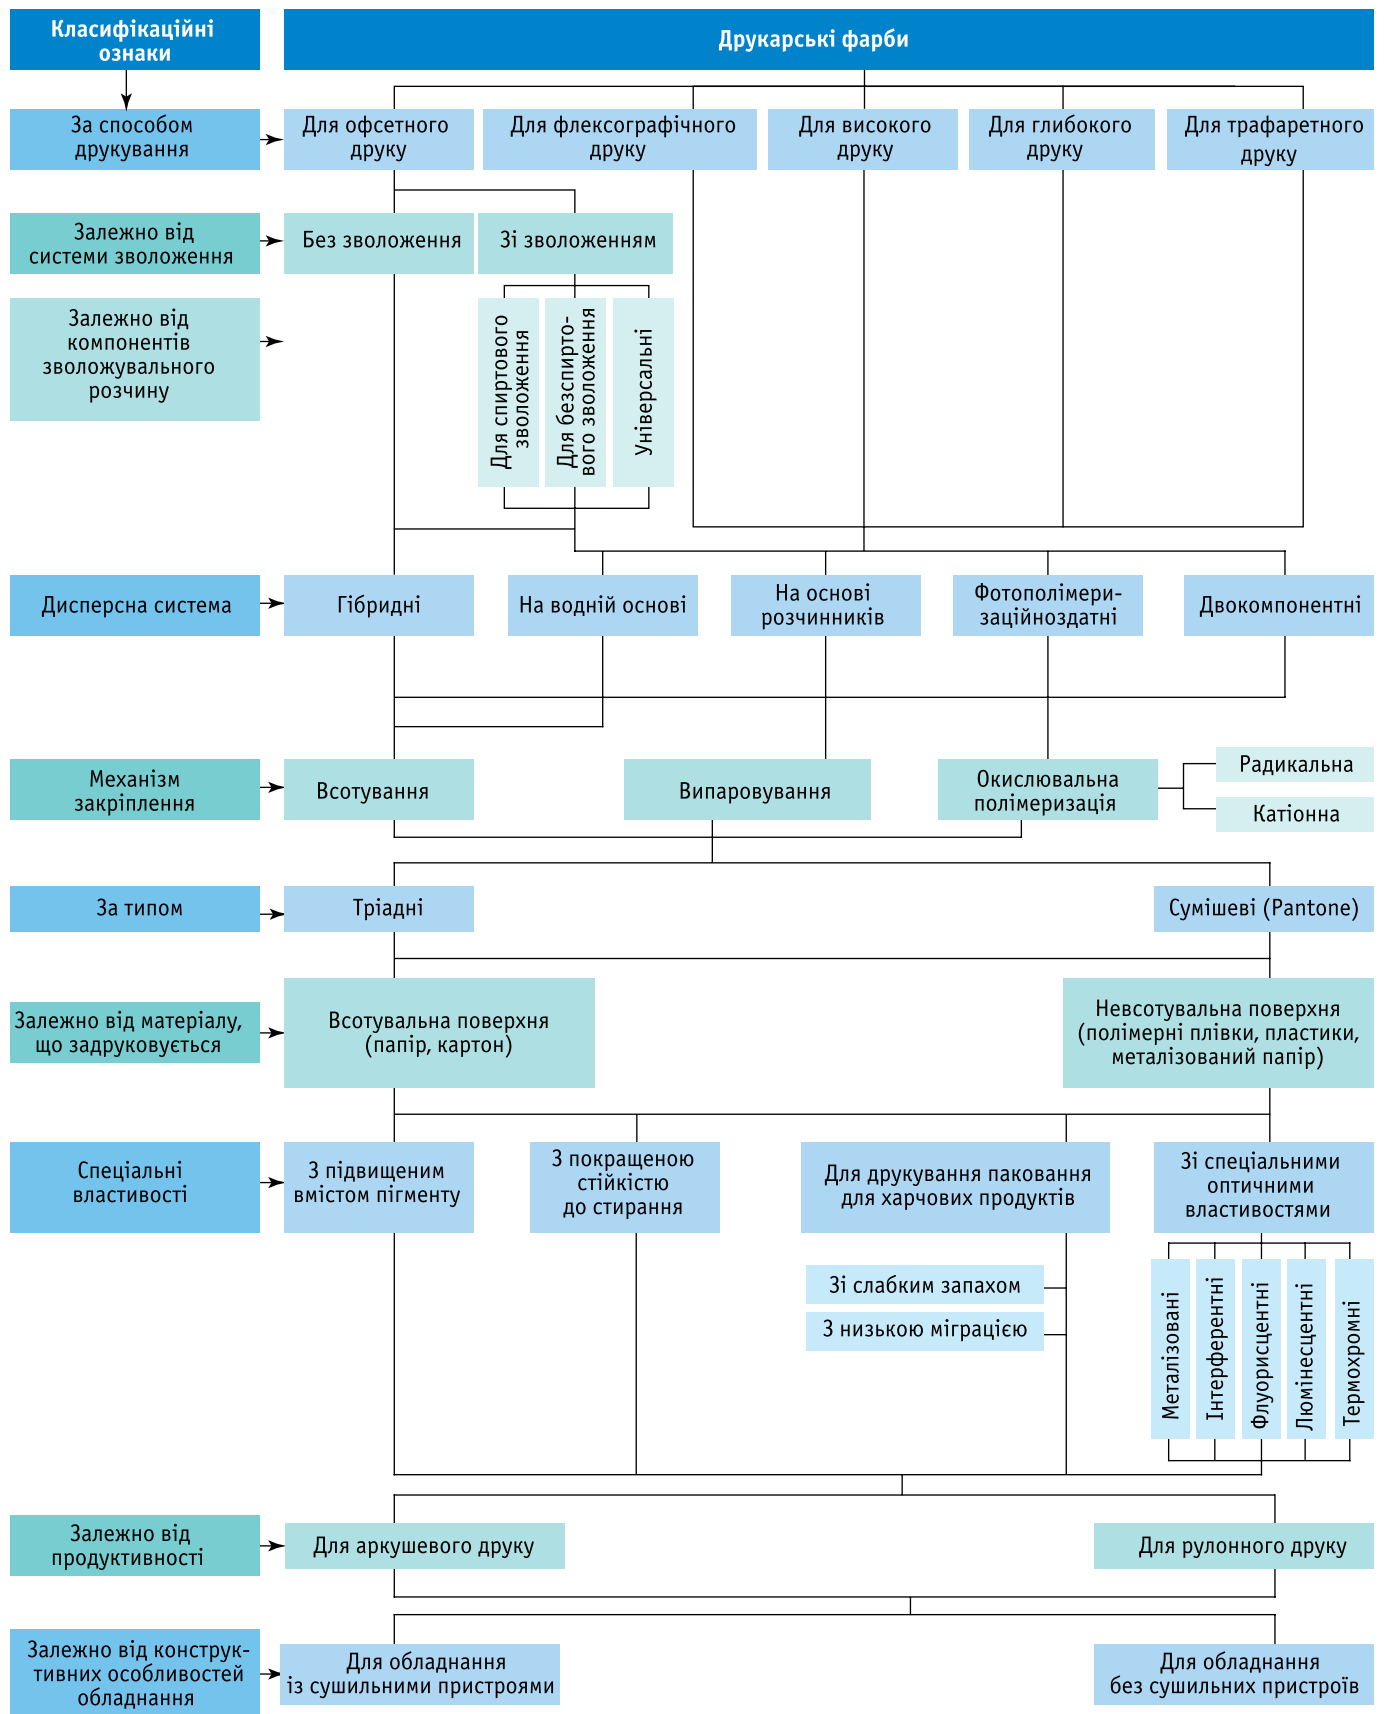 Класифікаційні
ознаки
Друкарські фарби
За способом
друкування
Для офсетного
друку
Для флексографічного
друку
Для високого
друку
Для глибокого
друку
Для трафаретного
друку
Залежно від
системи зволоження
Без зволоження
Зі зволоженням
Залежно від
компонентів
зволожувального
розчину
Для спиртового
зволоження
Для безспирто-
вого зволоження
Універсальні
Дисперсна система
Гібридні
На водній основі
На основі
розчинників
Фотополімери-
заційноздатні
Двокомпонентні
Механізм
закріплення
Всотування
Випаровування
Окислювальна
полімеризація
Радикальна
Катіонна
За типом
Тріадні
Сумішеві (Pantone)
Залежно від матеріалу,
що задруковується
Всотувальна поверхня
(папір, картон)
Невсотувальна поверхня
(полімерні плівки, пластики,
металізований папір)
Спеціальні
властивості
З підвищеним
вмістом пігменту
З покращеною
стійкістю
до стирання
Для друкування паковання
для харчових продуктів
Зі спеціальними
оптичними
властивостями
Зі слабким запахом
З низькою міграцією
Металізовані
Інтерферентні
Флуорисцентні
Люмінесцентні
Термохромні
Залежно від
продуктивності
Для аркушевого друку
Для рулонного друку
Залежно від конструк-
тивних особливостей
обладнання
Для обладнання
із сушильними пристроями
Для обладнання
без сушильних пристроїв